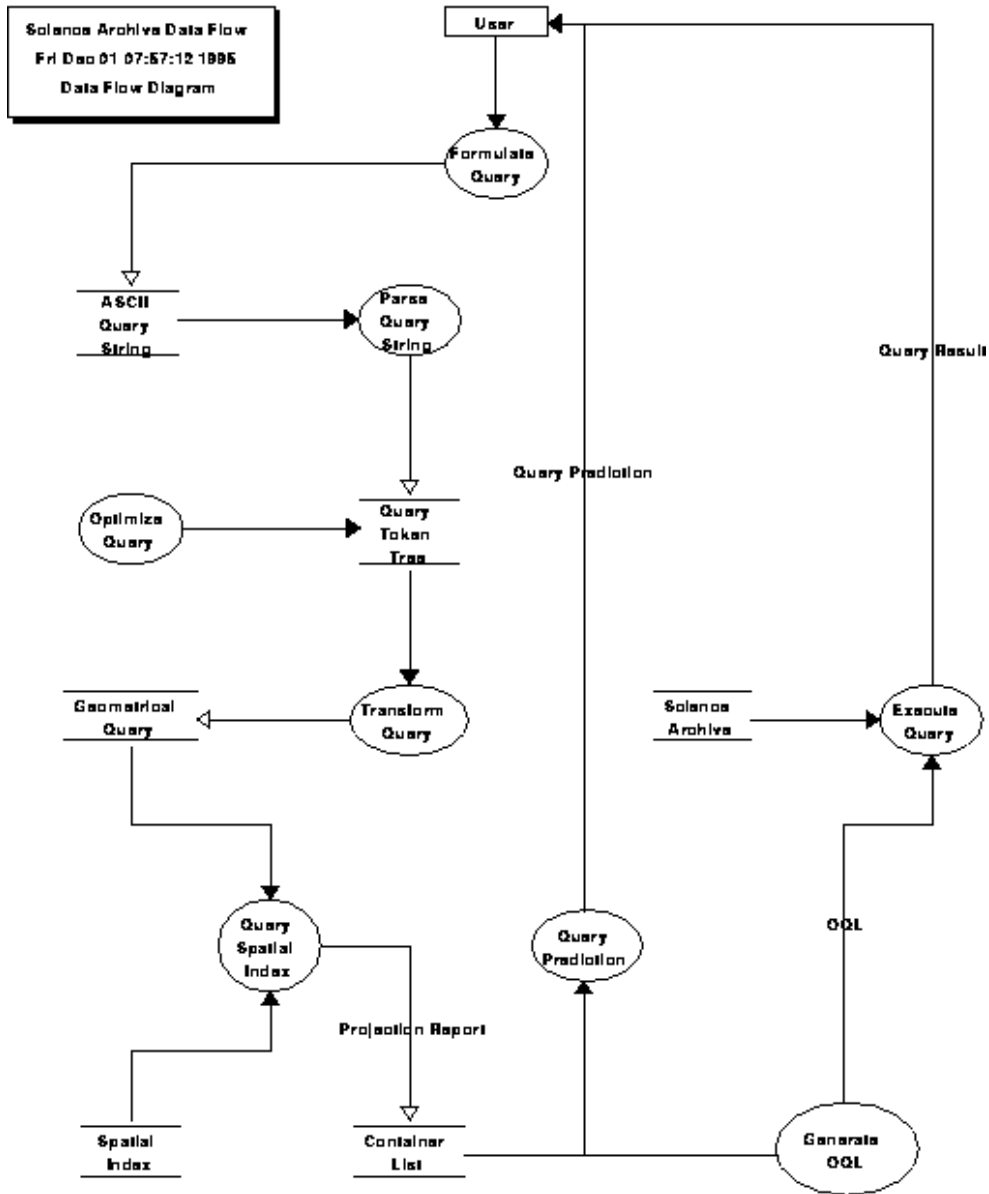 Science Archive Data Flow
Fri Dec 01 07:57:12 1995
Data Flow Diagram
User
Formulate
Query
ASCII
Query
String
Parse
Query
String
Query Result
Query Prediction
Optimize
Query
Query
Token
Tree
Geometrical
Query
Transform
Query
Science
Archive
Execute
Query
Query
Spatial
Index
Query
Prediction
OQL
Projection Report
Spatial
Index
Container
List
Generate
OQL